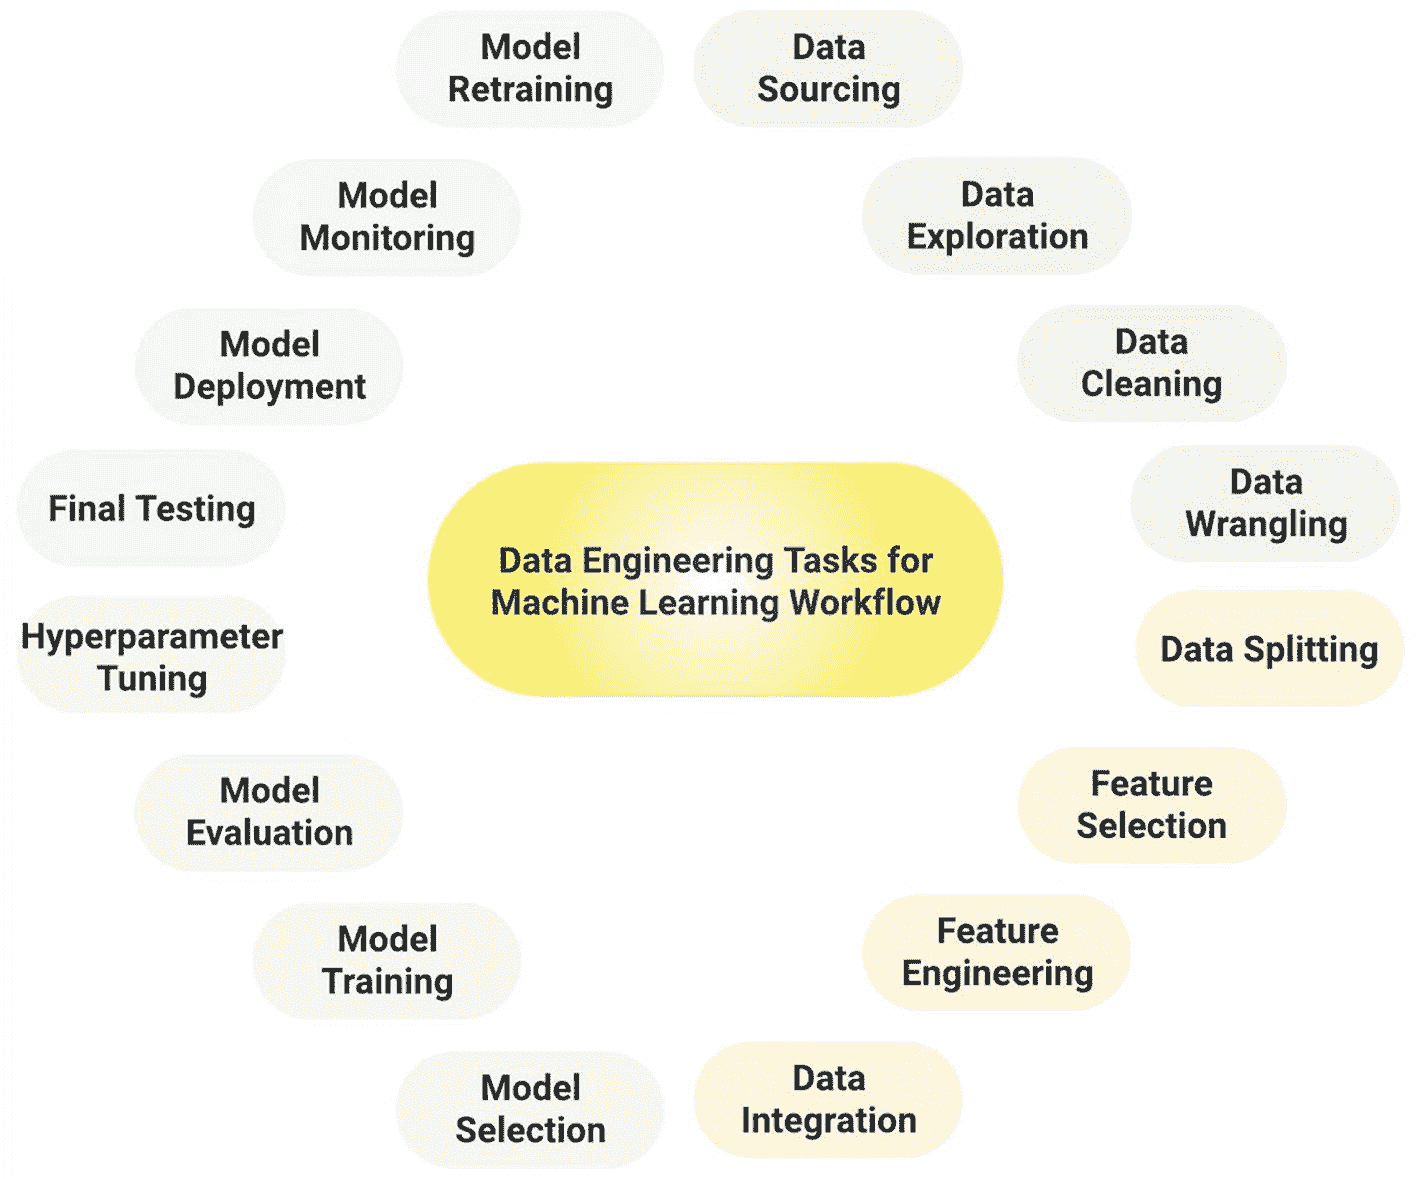 Model
Retraining
Data
Sourcing
Model
Monitoring
Data
Exploration
Model
Deployment
Data
Cleaning
Final Testing
Data
Wrangling
Data Engineering Tasks for
Machine Learning Workflow
Hyperparameter
Tuning
Data Splitting
Model
Evaluation
Feature
Selection
Model
Training
Feature
Engineering
Model
Selection
Data
Integration